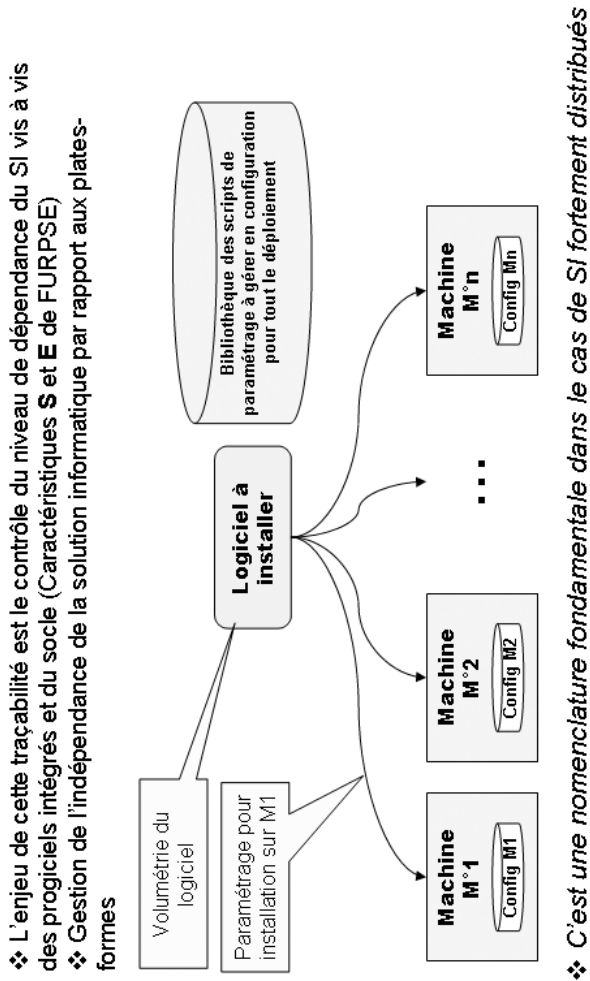 ❖ L'enjeu de cette traçabilité est le contrôle du niveau de dépendance du SI vis à vis
des progiciels intégrés et du socle (Caractéristiques S et E de FURPSE)
❖ Gestion de l'indépendance de la solution informatique par rapport aux plates-
formes
Volumétrie du
logiciel
Logiciel à
installer
Bibliothèque des scripts de
paramétrage à gérer en configuration
pour tout le déploiement
Paramétrage pour
installation sur M1
Machine
M°1
Config M1
Machine
M°2
Config M2
...
Machine
M°n
Config Mn
❖ C'est une nomenclature fondamentale dans le cas de SI fortement distribués